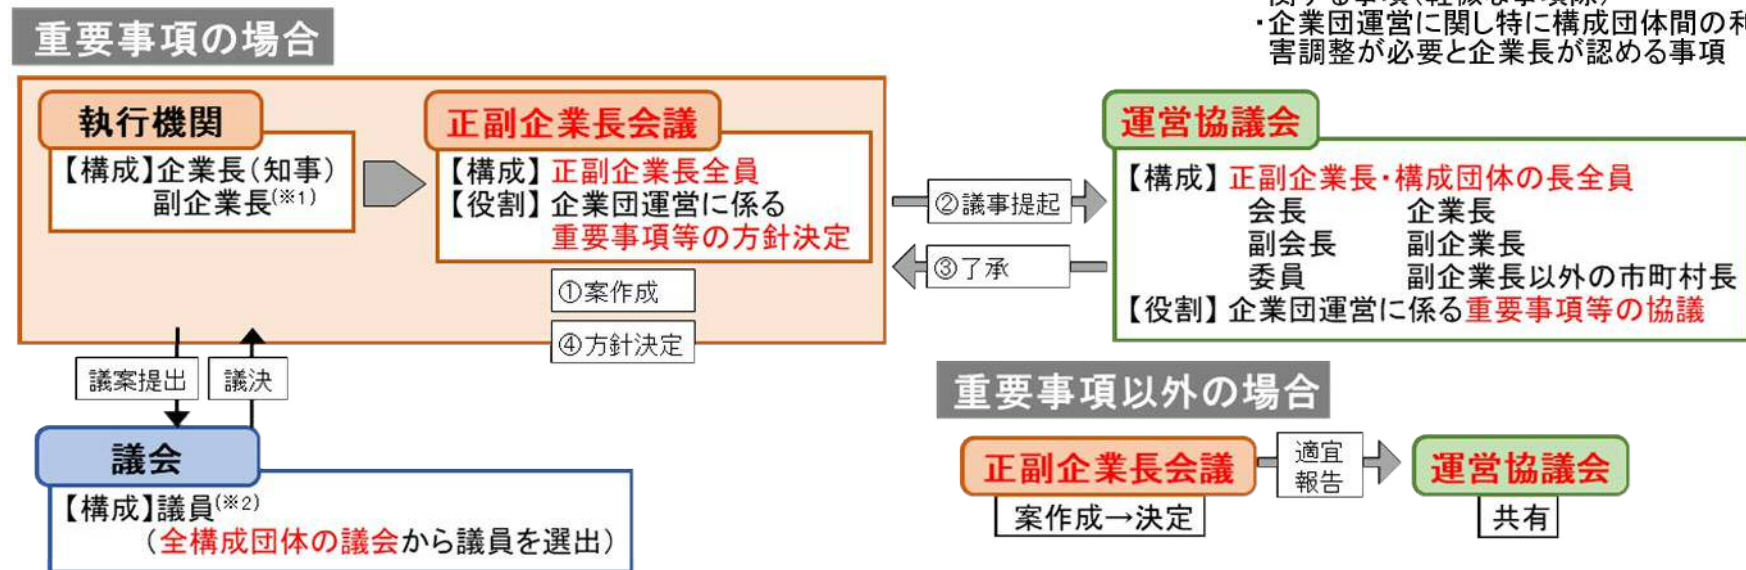 関する事項(軽微な事項除)
・企業団運営に関し特に構成団体間の利
害調整が必要と企業長が認める事項
重要事項の場合
執行機関
【構成】企業長(知事)
副企業長(※1)
正副企業長会議
【構成】正副企業長全員
【役割】企業団運営に係る
重要事項等の方針決定
①案作成
④方針決定
②議事提起
③了承
運営協議会
【構成】正副企業長・構成団体の長全員
会長 企業長
副会長 副企業長
委員 副企業長以外の市町村長
【役割】企業団運営に係る重要事項等の協議
議案提出
議決
議会
【構成】議員(※2)
(全構成団体の議会から議員を選出)
重要事項以外の場合
正副企業長会議
案作成→決定
適宜
報告
運営協議会
共有